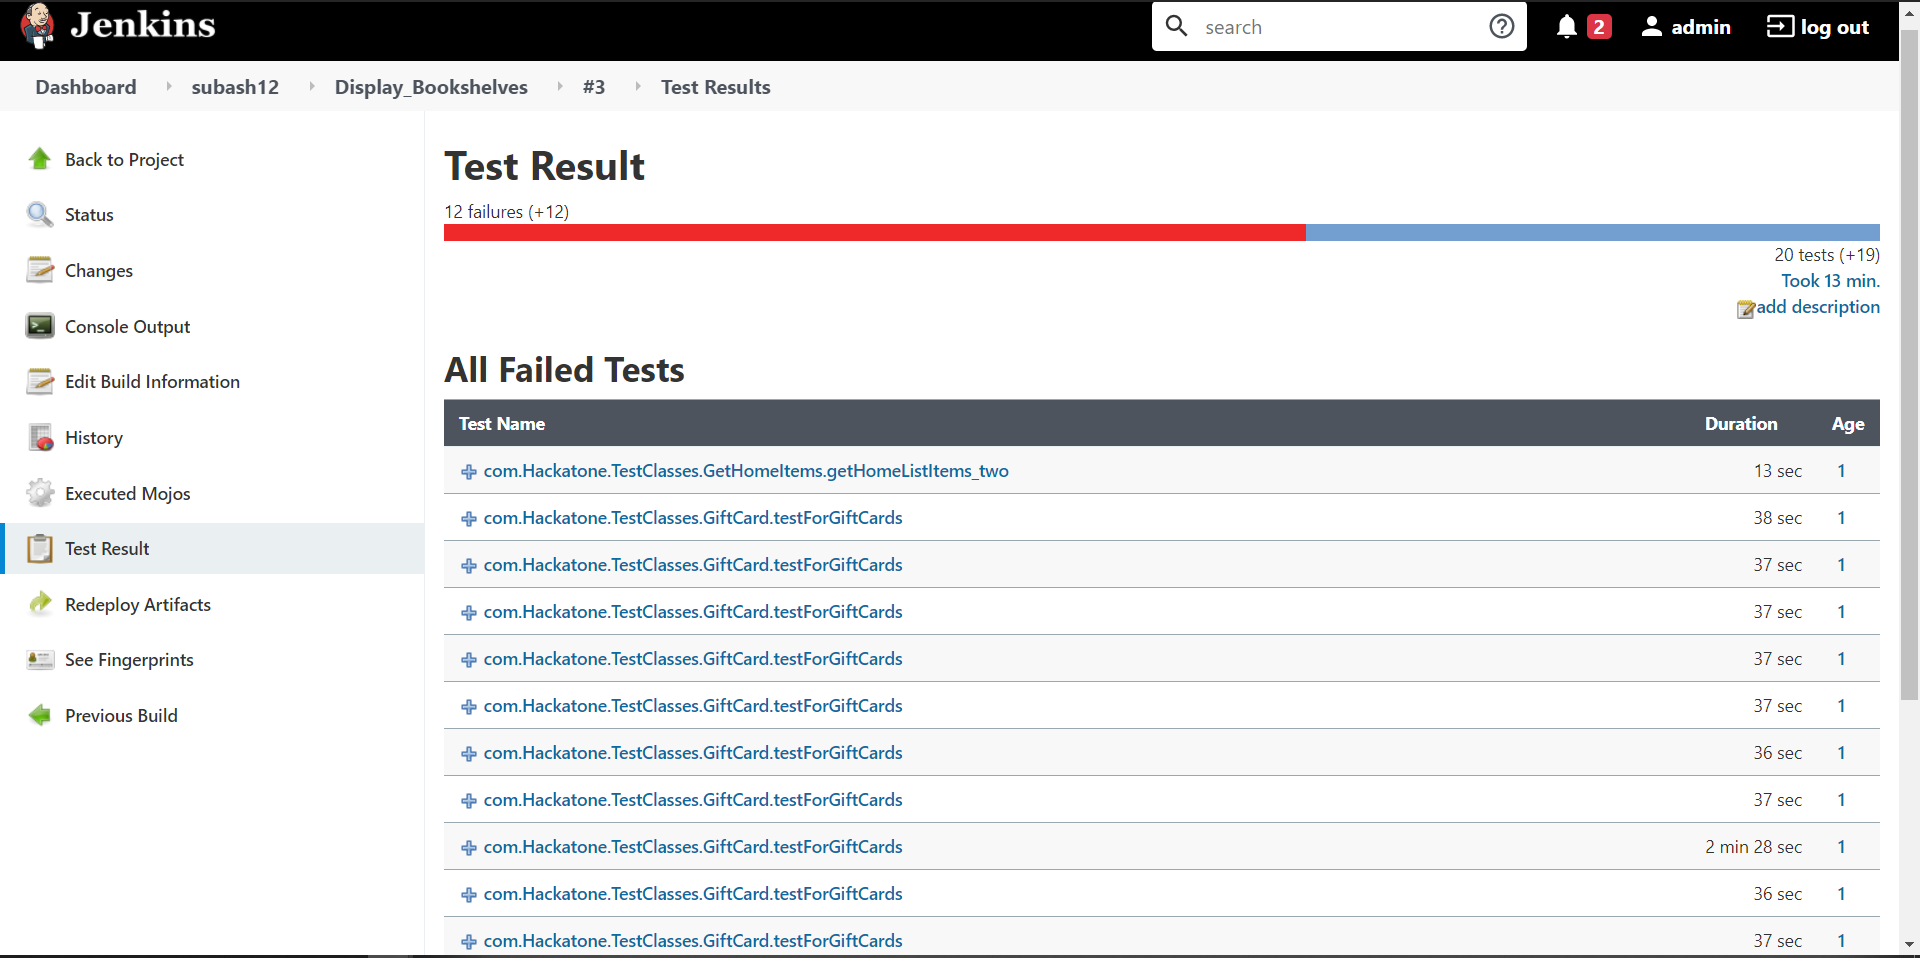 Jenkins
search
2
admin
log out
Dashboard
subash12
Display_Bookshelves
#3
Test Results
Back to Project
Status
Changes
Console Output
Edit Build Information
History
Executed Mojos
Test Result
Redeploy Artifacts
See Fingerprints
Previous Build
Test Result
12 failures (+12)
20 tests (+19)
Took 13 min.
add description
All Failed Tests
Test Name Duration Age
com.Hackatone.TestClasses.GetHomeItems.getHomeListItems_two 13 sec 1
com.Hackatone.TestClasses.GiftCard.testForGiftCards 38 sec 1
com.Hackatone.TestClasses.GiftCard.testForGiftCards 37 sec 1
com.Hackatone.TestClasses.GiftCard.testForGiftCards 37 sec 1
com.Hackatone.TestClasses.GiftCard.testForGiftCards 37 sec 1
com.Hackatone.TestClasses.GiftCard.testForGiftCards 37 sec 1
com.Hackatone.TestClasses.GiftCard.testForGiftCards 36 sec 1
com.Hackatone.TestClasses.GiftCard.testForGiftCards 37 sec 1
com.Hackatone.TestClasses.GiftCard.testForGiftCards 2 min 28 sec 1
com.Hackatone.TestClasses.GiftCard.testForGiftCards 36 sec 1
com.Hackatone.TestClasses.GiftCard.testForGiftCards 37 sec 1